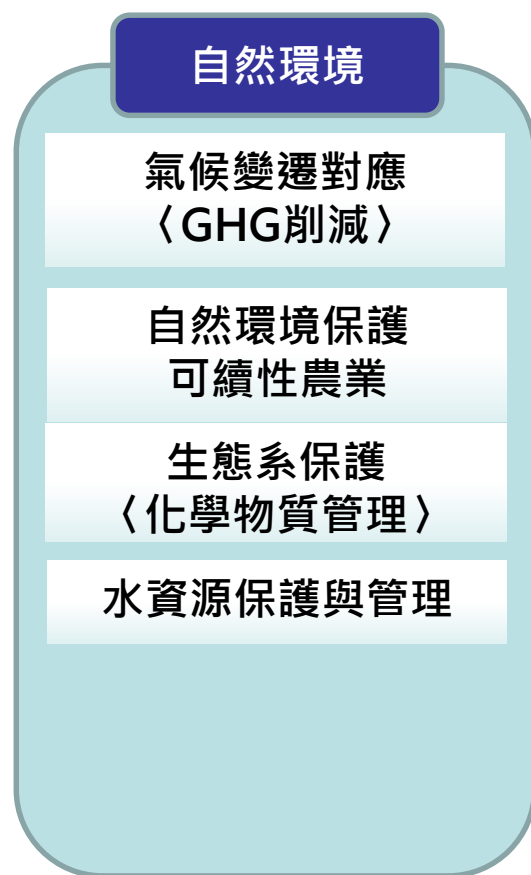 自然環境
氣候變遷對應
〈GHG削減〉
自然環境保護
可續性農業
生態系保護
〈化學物質管理〉
水資源保護與管理